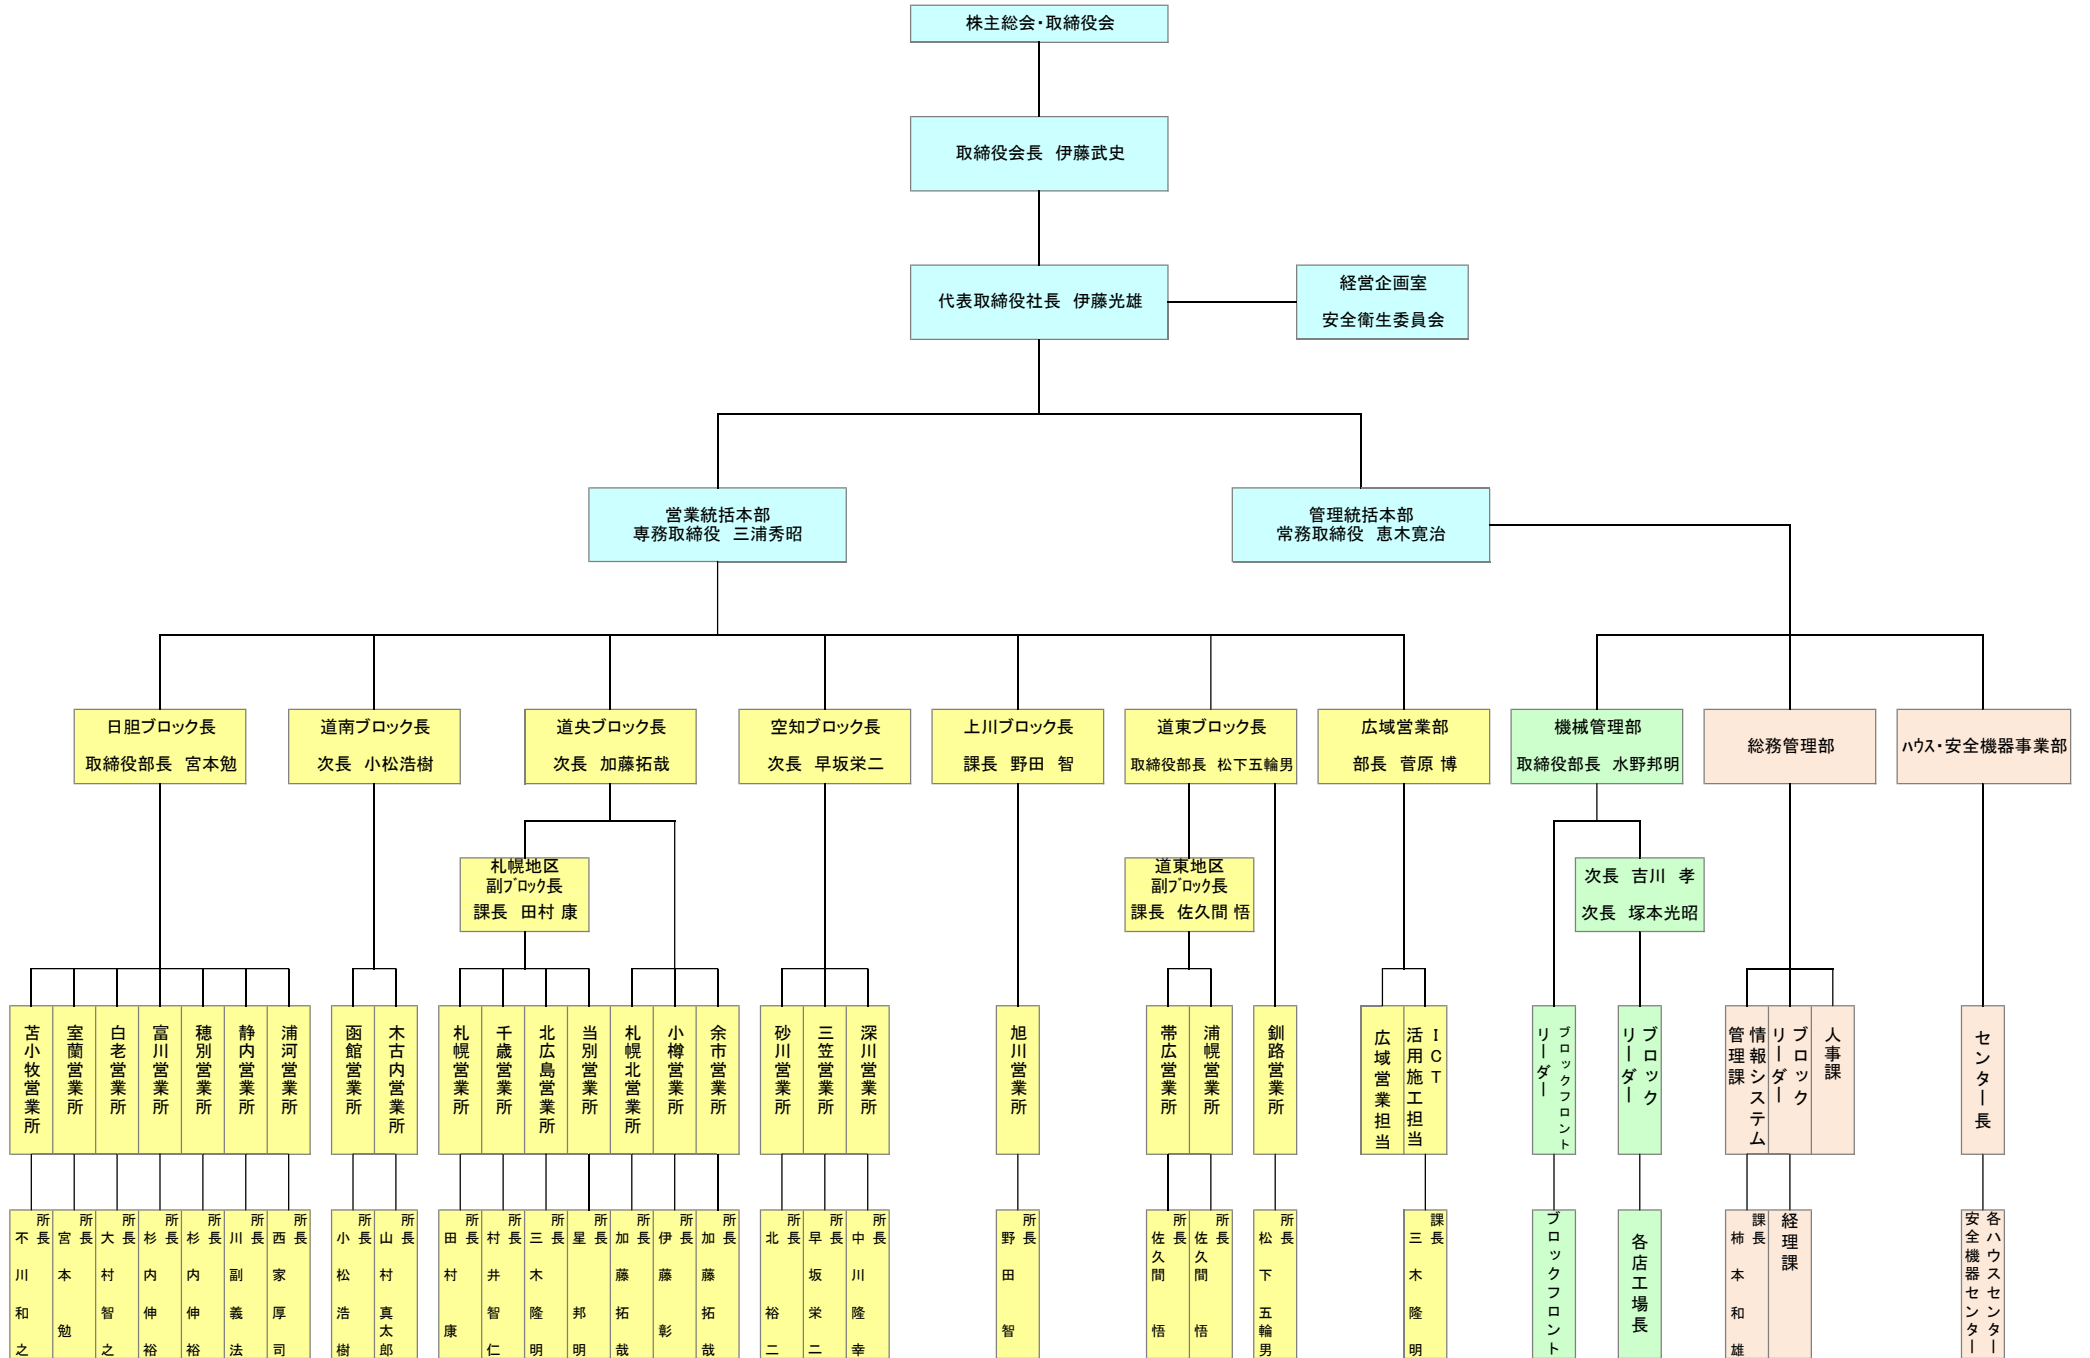 株主総会・取締役会
取締役会長　伊藤武史
代表取締役社長　伊藤光雄
経営企画室
安全衛生委員会
営業統括本部
専務取締役　三浦秀昭
管理統括本部
常務取締役　恵木寛治
日胆ブロック長
取締役部長　宮本勉
道南ブロック長
次長　小松浩樹
道央ブロック長
次長　加藤拓哉
空知ブロック長
次長　早坂栄二
上川ブロック長
課長　野田 智
道東ブロック長
取締役部長　松下五輪男
広域営業部
部長　菅原 博
機械管理部
取締役部長　水野邦明
総務管理部
ハウス・安全機器事業部
札幌地区
副ブロック長
課長　田村 康
道東地区
副ブロック長
課長　佐久間 悟
次長　吉川　孝
次長　塚本光昭
苫小牧営業所
室蘭営業所
白老営業所
富川営業所
穂別営業所
静内営業所
浦河営業所
函館営業所
木古内営業所
札幌営業所
千歳営業所
北広島営業所
当別営業所
札幌北営業所
小樽営業所
余市営業所
砂川営業所
三笠営業所
深川営業所
旭川営業所
帯広営業所
浦幌営業所
釧路営業所
広域営業担当
ICT
活用施工担当
ブロックフロント
リーダー
ブロック
リーダー
情報システム
管理課
ブロック
リーダー
人事課
センター長
所長
不川和之
所長
宮本　勉
所長
大村智之
所長
杉内伸裕
所長
杉内伸裕
所長
川副義法
所長
西家厚司
所長
小松浩樹
所長
山村真太郎
所長
田村　康
所長
村井智仁
所長
三木隆明
所長
星　邦明
所長
加藤拓哉
所長
伊藤　彰
所長
加藤拓哉
所長
北　裕二
所長
早坂栄二
所長
中川隆幸
所長
野田　智
所長
佐久間　悟
所長
佐久間　悟
所長
松下五輪男
課長
三木隆明
ブロックフロント
各店工場長
課長
柿本和雄
経理課
各ハウスセンター
安全機器センター